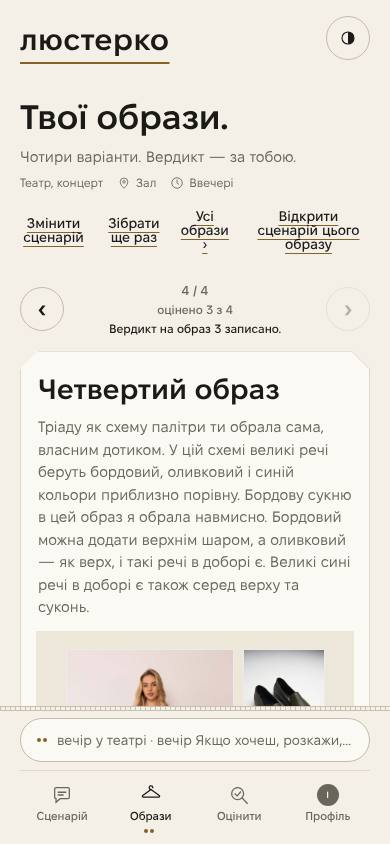 люстерко
Твої образи.
Чотири варіанти. Вердикт — за тобою.
Театр, концерт Зал Ввечері
Змінити сценарій
Зібрати ще раз
Усі образи ›
Відкрити сценарій цього образу
‹
4 / 4
оцінено 3 з 4
Вердикт на образ 3 записано.
›
Четвертий образ
Тріаду як схему палітри ти обрала сама,
власним дотиком. У цій схемі великі речі
беруть бордовий, оливковий і синій
кольори приблизно порівну. Бордову сукню
в цей образ я обрала навмисно. Бордовий
можна додати верхнім шаром, а оливковий
— як верх, і такі речі в доборі є. Великі сині
речі в доборі є також серед верху та
суконь.
вечір у театрі · вечір Якщо хочеш, розкажи,...
Сценарій Образи Оцінити Профіль
І